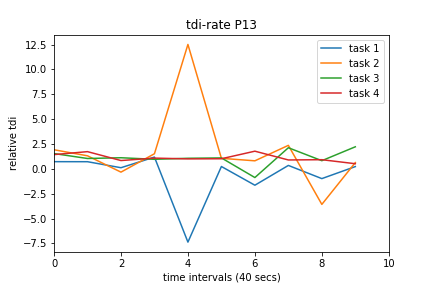 tdi-rate P13
task 1
task 2
task 3
task 4
relative tdi
12.5
10.0
7.5
5.0
2.5
0.0
−2.5
−5.0
−7.5
0 2 4 6 8 10
time intervals (40 secs)